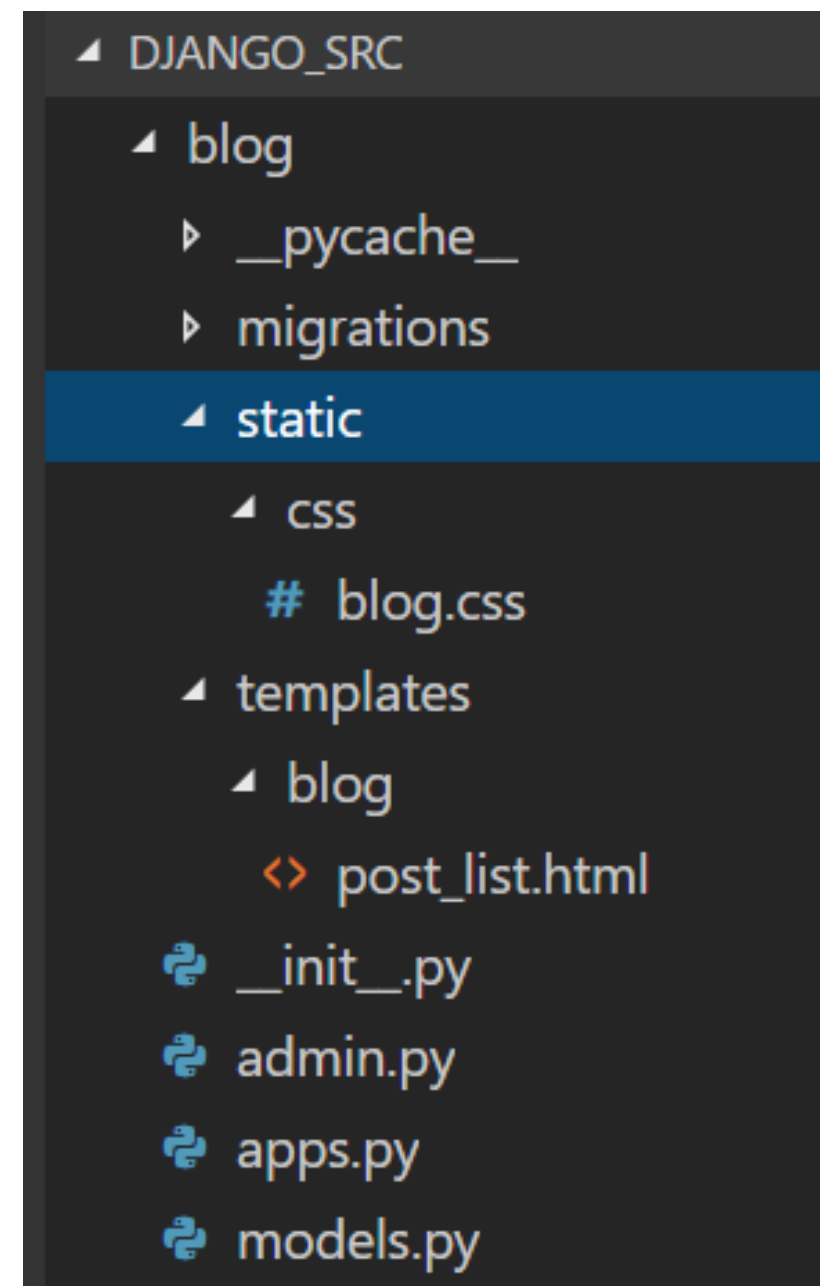 DJANGO_SRC
blog
__pycache__
migrations
static
css
# blog.css
templates
blog
<> post_list.html
__init__.py
admin.py
apps.py
models.py